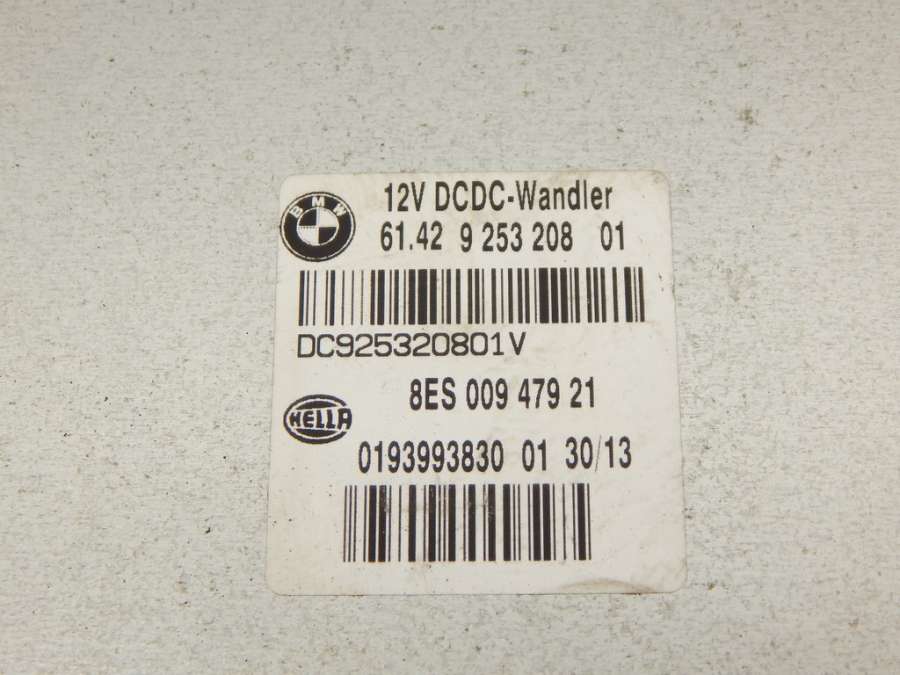 BMW
12V DCDC-Wandler
61.42 9 253 208 01
DC925320801V
8ES 009 479 21
HELLA
0193993830 01 30/13